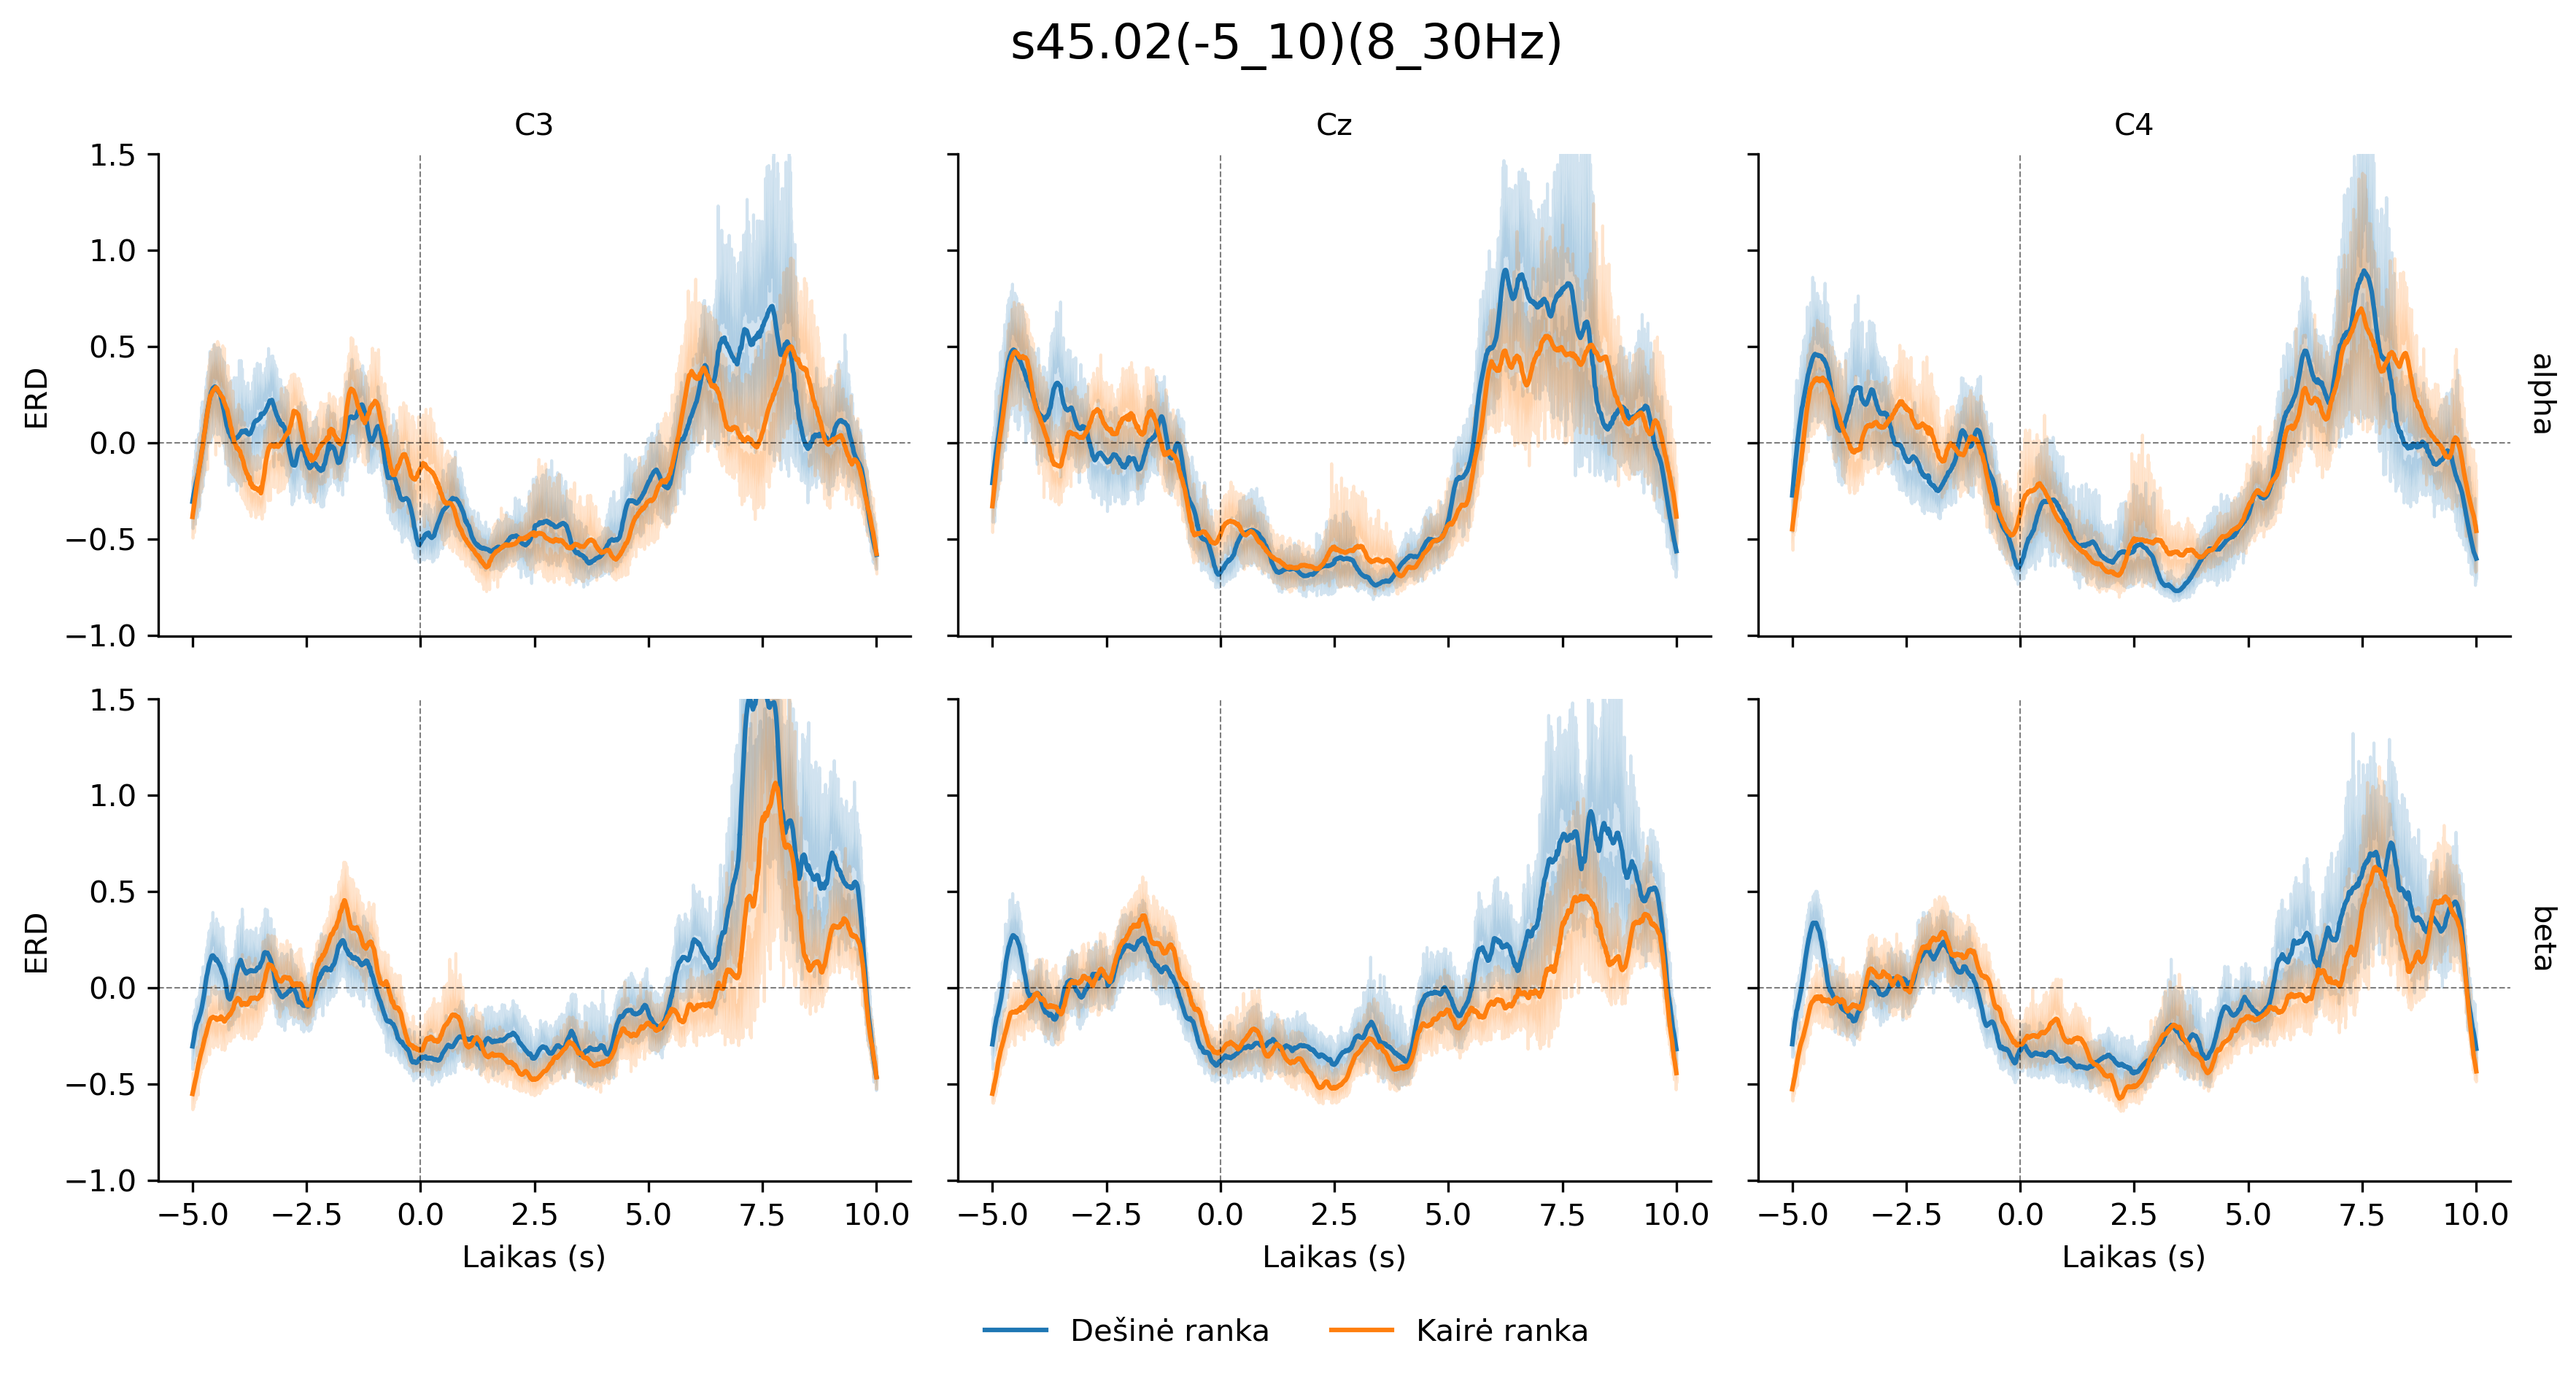 s45.02(-5_10)(8_30Hz)
C3 Cz C4
1.5
1.0
0.5
0.0
−0.5
−1.0
ERD
alpha
1.5
1.0
0.5
0.0
−0.5
−1.0
ERD
beta
−5.0 −2.5 0.0 2.5 5.0 7.5 10.0 −5.0 −2.5 0.0 2.5 5.0 7.5 10.0 −5.0 −2.5 0.0 2.5 5.0 7.5 10.0
Laikas (s) Laikas (s) Laikas (s)
Dešinė ranka Kairė ranka